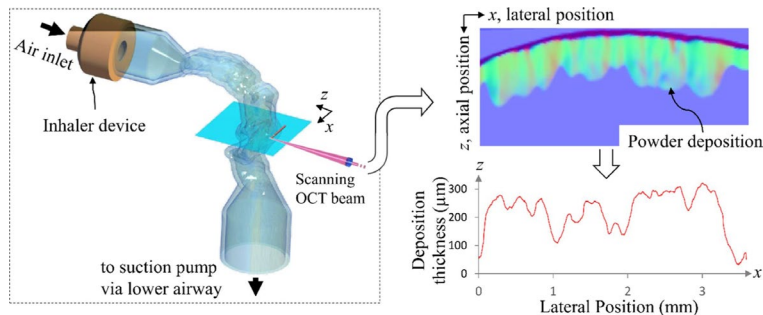 Air inlet
Inhaler device
z
x
Scanning
OCT beam
to suction pump
via lower airway
x, lateral position
z, axial position
Powder deposition
z
Deposition
thickness (μm)
300
200
100
0
0
1
2
3
x
Lateral Position (mm)